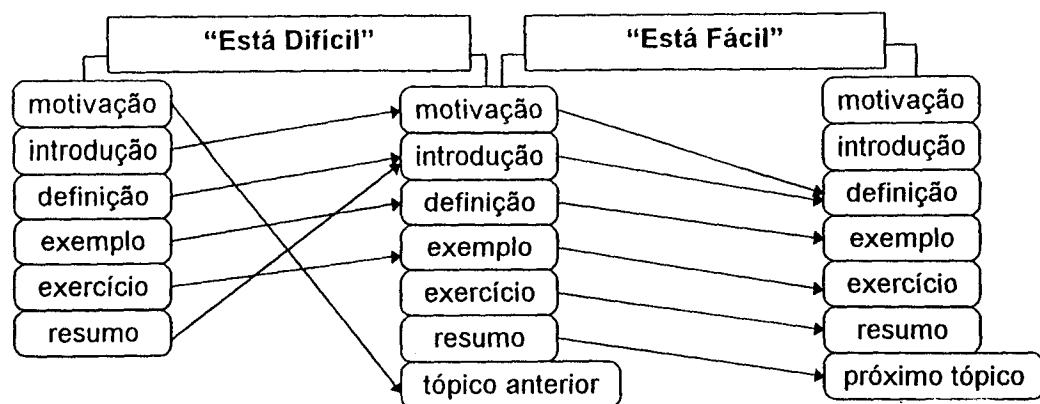 “Está Difícil”
“Está Fácil”
motivação
introdução
definição
exemplo
exercício
resumo
motivação
introdução
definição
exemplo
exercício
resumo
tópico anterior
motivação
introdução
definição
exemplo
exercício
resumo
próximo tópico